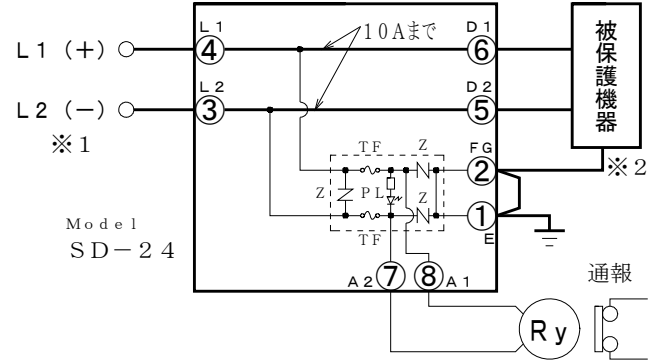 L1 (+)
L2 (−)
※1
Model
SD−24
L1
④
L2
③
10Aまで
D1
⑥
D2
⑤
被保護機器
※2
TF
Z
FG
②
Z
PL
Z
①
E
TF
A2
⑦
⑧
A1
Ry
通報